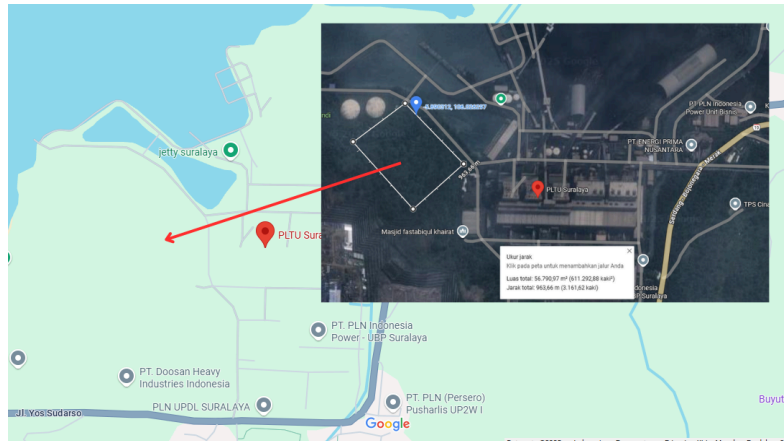 jetty suralaya
PLTU Sura
PT. PLN Indonesia
Power - UBP Suralaya
PT. Doosan Heavy
Industries Indonesia
PLN UPDL SURALAYA
PT. PLN (Persero)
Pusharlis UP2W I
Jl. Yos Sudarso
Google
Buyut
963,66 m
Masjid fastabiqul khairat
PLTU Suralaya
PT PLN Indonesia
Power Unit Bisnis
PT. ENERGI PRIMA
NUSANTARA
TPS Cina
Ukur jarak
Klik pada peta untuk menambahkan jalur Anda
Luas total: 56.790,97 m² (611.292,88 kaki²)
Jarak total: 963,66 m (3.161,62 kaki)